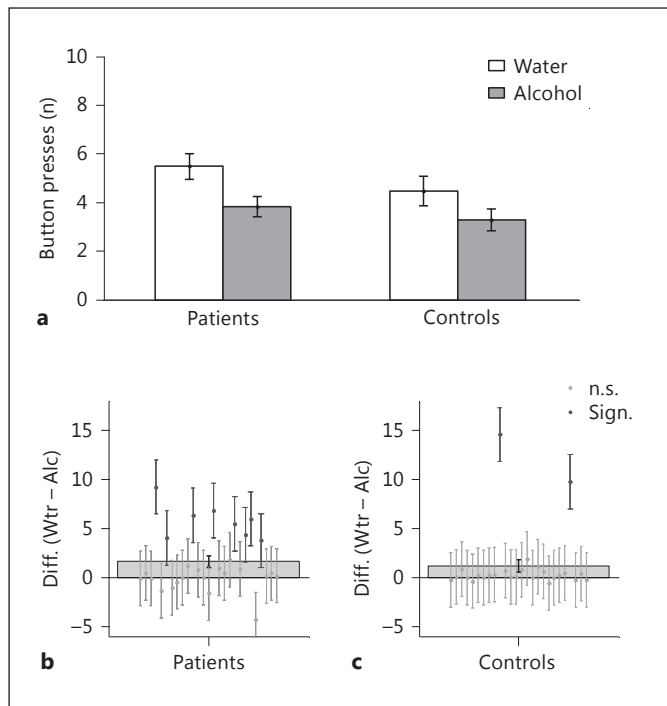 10
8
6
4
2
0
Button presses (n)
Water
Alcohol
Patients
Controls
a
n.s.
Sign.
15
10
5
0
–5
Diff. (Wtr – Alc)
Patients
b
15
10
5
0
–5
Diff. (Wtr – Alc)
Controls
c